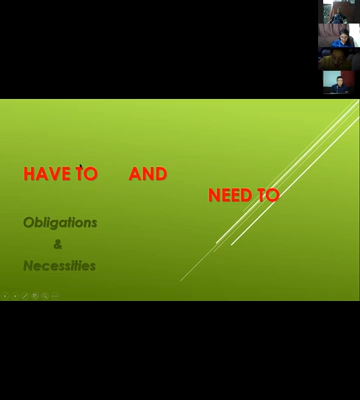 HAVE TO AND
NEED TO
Obligations
&
Necessities